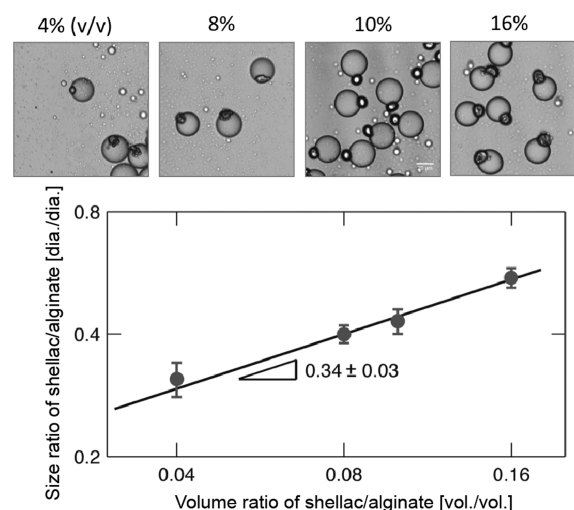 4% (v/v) 8% 10% 16%
0.8
0.4
0.2
Size ratio of shellac/alginate [dia./dia.]
0.34 ± 0.03
0.04 0.08 0.16
Volume ratio of shellac/alginate [vol./vol.]